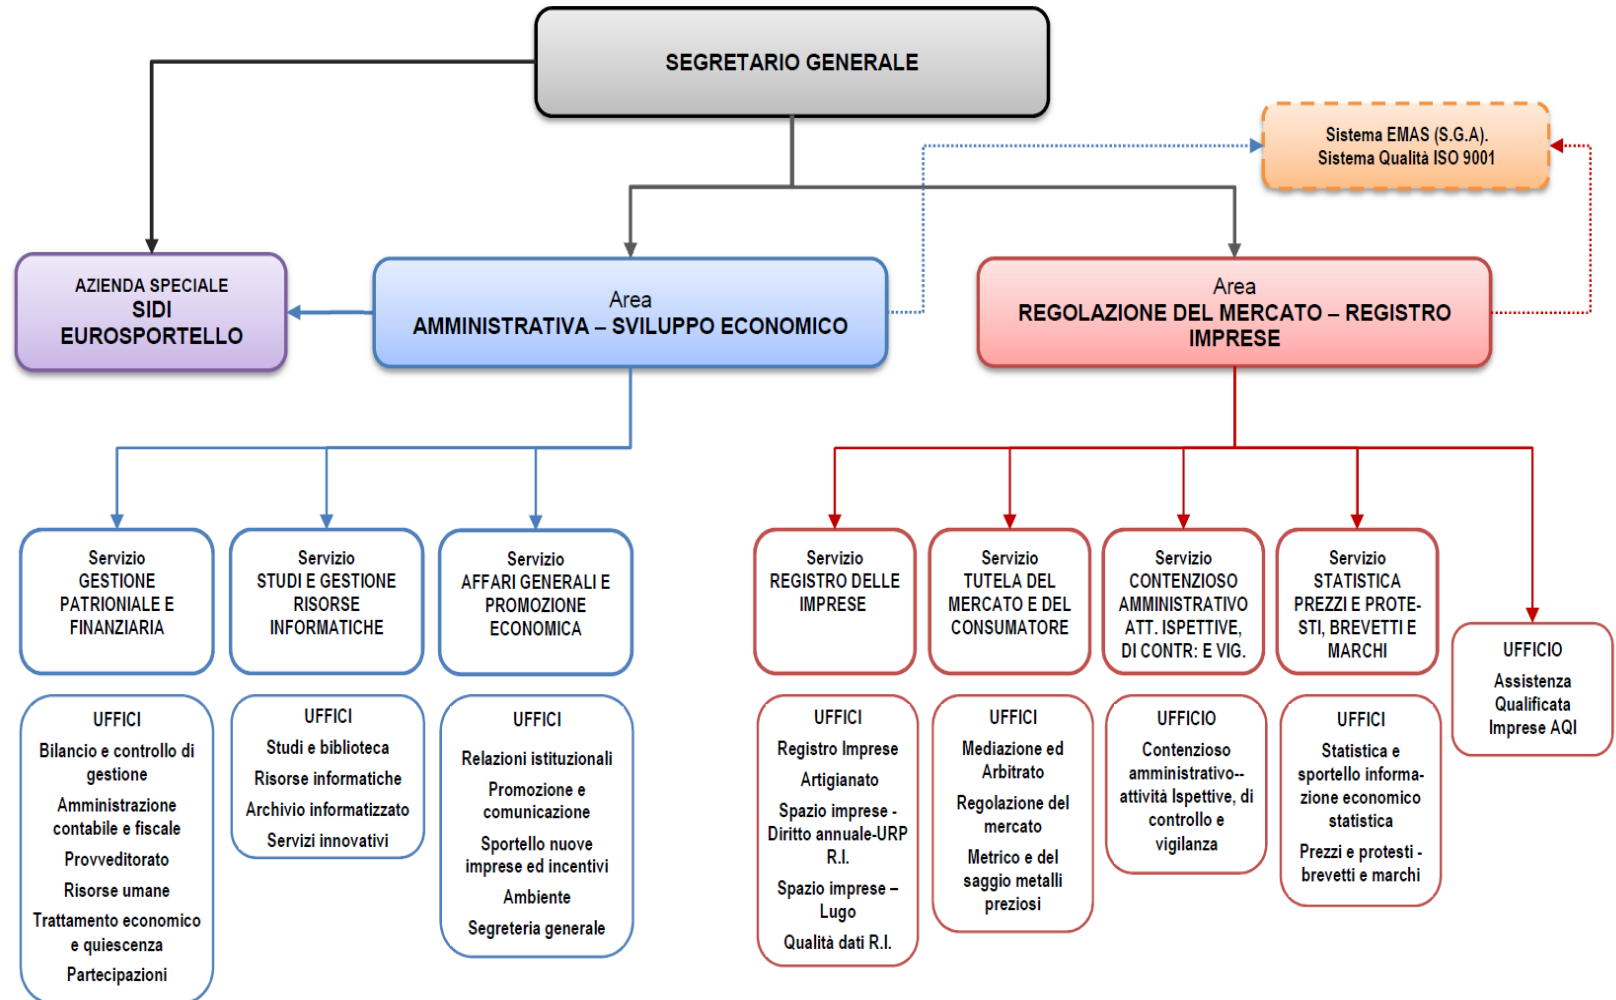 SEGRETARIO GENERALE
Sistema EMAS (S.G.A).
Sistema Qualità ISO 9001
AZIENDA SPECIALE
SIDI
EUROSPORTELLO
Area
AMMINISTRATIVA – SVILUPPO ECONOMICO
Area
REGOLAZIONE DEL MERCATO – REGISTRO
IMPRESE
Servizio
GESTIONE
PATRIONIALE E
FINANZIARIA
Servizio
STUDI E GESTIONE
RISORSE
INFORMATICHE
Servizio
AFFARI GENERALI E
PROMOZIONE
ECONOMICA
Servizio
REGISTRO DELLE
IMPRESE
Servizio
TUTELA DEL
MERCATO E DEL
CONSUMATORE
Servizio
CONTENZIOSO
AMMINISTRATIVO
ATT. ISPETTIVE,
DI CONTR: E VIG.
Servizio
STATISTICA
PREZZI E PROTE-
STI, BREVETTI E
MARCHI
UFFICIO
Assistenza
Qualificata
Imprese AQI
UFFICI
Bilancio e controllo di
gestione
Amministrazione
contabile e fiscale
Provveditorato
Risorse umane
Trattamento economico
e quiescenza
Partecipazioni
UFFICI
Studi e biblioteca
Risorse informatiche
Archivio informatizzato
Servizi innovativi
UFFICI
Relazioni istituzionali
Promozione e
comunicazione
Sportello nuove
imprese ed incentivi
Ambiente
Segreteria generale
UFFICI
Registro Imprese
Artigianato
Spazio imprese -
Diritto annuale-URP
R.I.
Spazio imprese –
Lugo
Qualità dati R.I.
UFFICI
Mediazione ed
Arbitrato
Regolazione del
mercato
Metrico e del
saggio metalli
preziosi
UFFICIO
Contenzioso
amministrativo--
attività Ispettive, di
controllo e
vigilanza
UFFICI
Statistica e
sportello informa-
zione economico
statistica
Prezzi e protesti -
brevetti e marchi